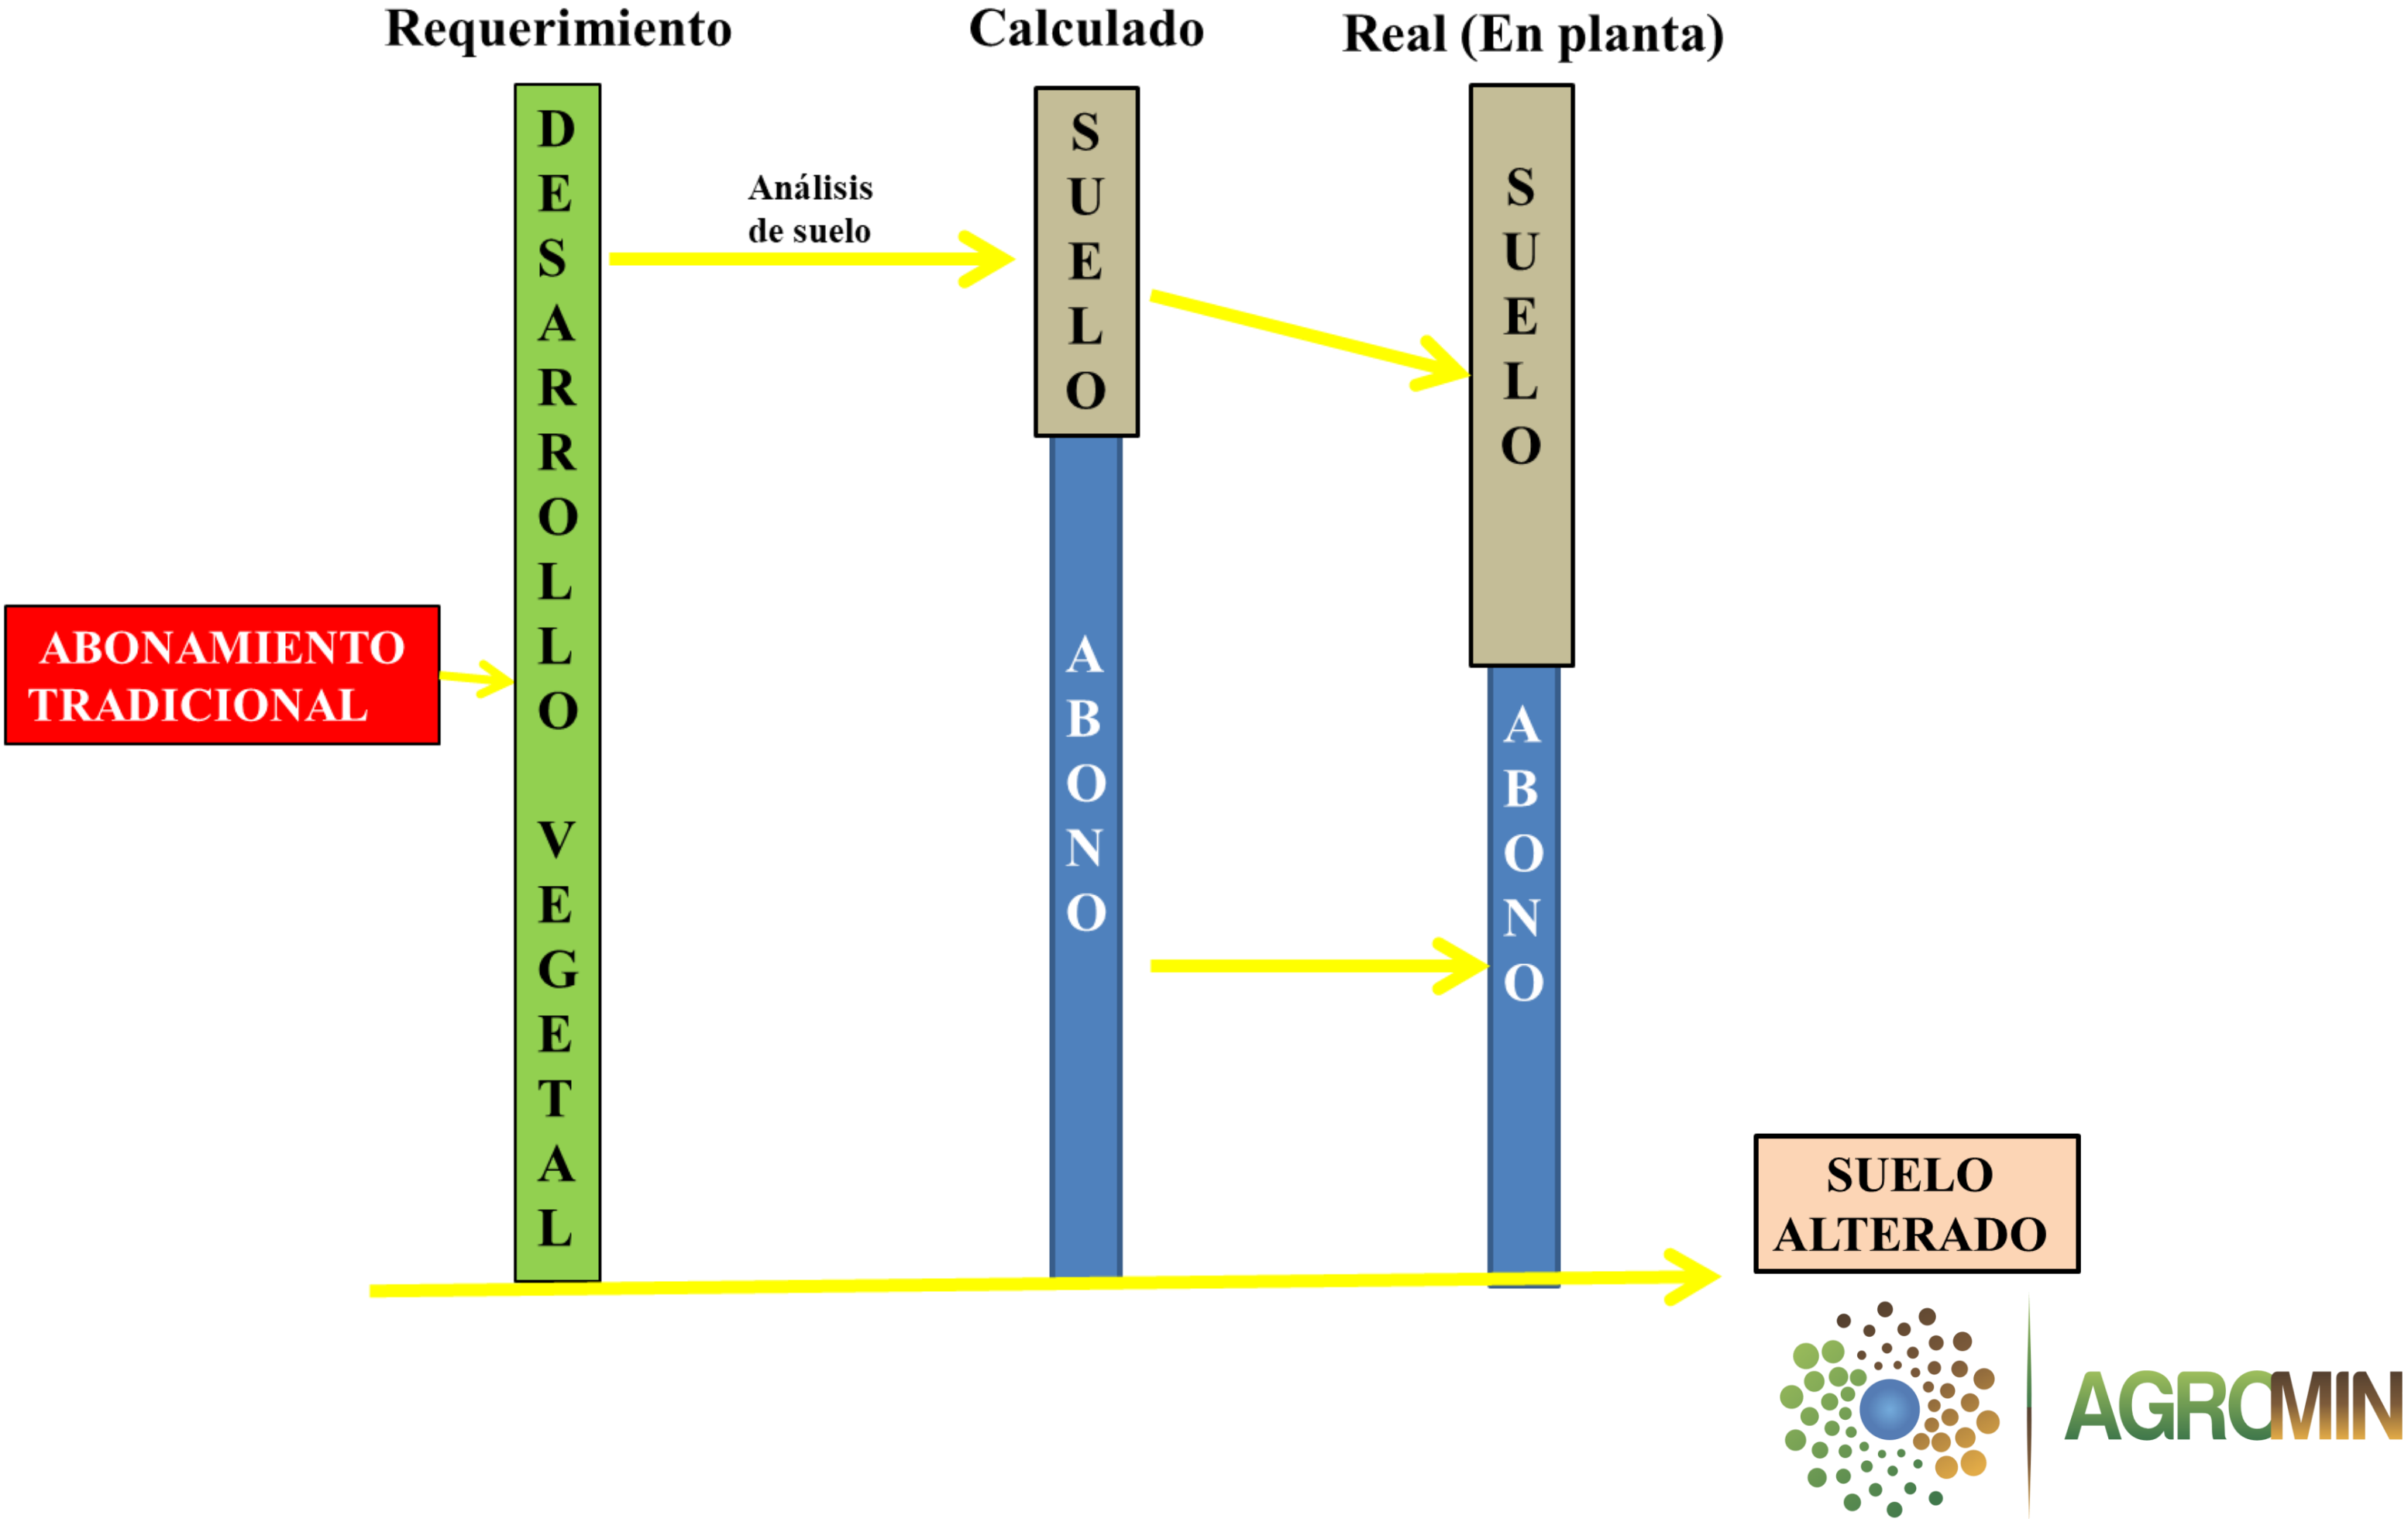 Requerimiento
Calculado
Real (En planta)
DESARROLLO VEGETAL
Análisis
de suelo
SUELO
SUELO
ABONAMIENTO
TRADICIONAL
ABONO
ABONO
SUELO
ALTERADO
AGROMIN